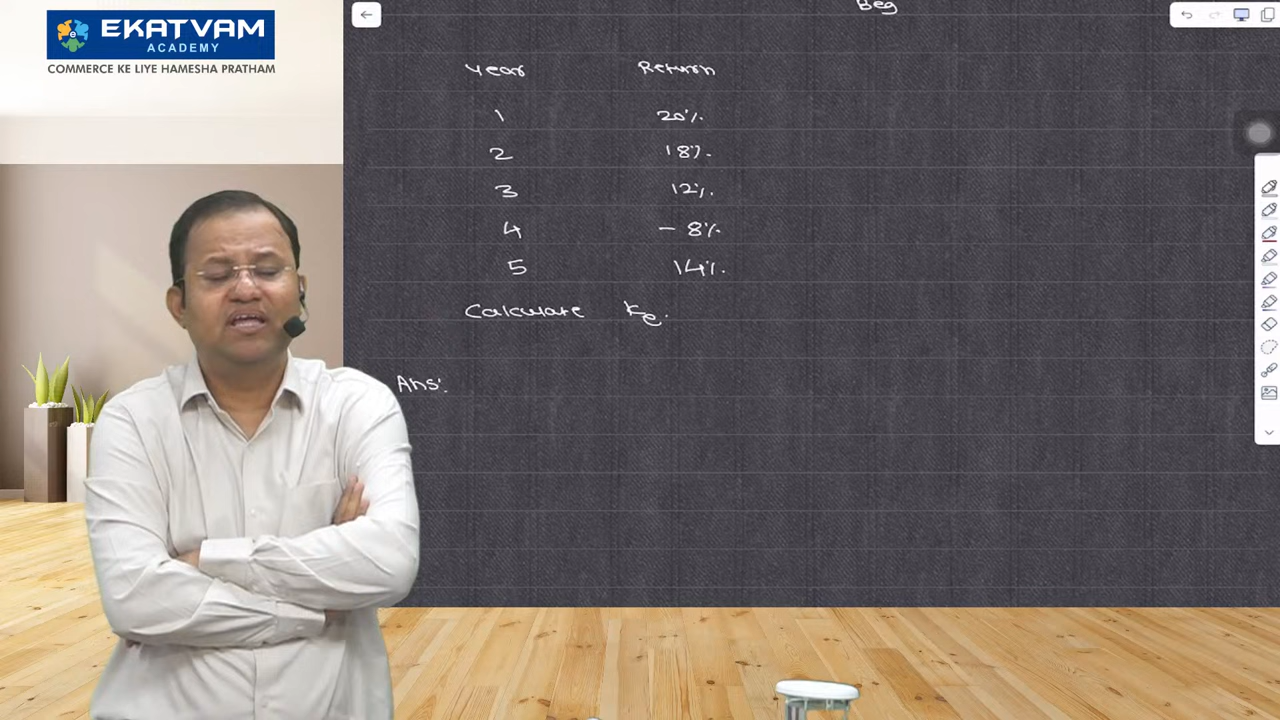 EKATVAM
ACADEMY
COMMERCE KE LIYE HAMESHA PRATHAM
Beg
Year Return
1 20%
2 18%
3 12%
4 - 8%
5 14%
Calculate Ke.
Ans: